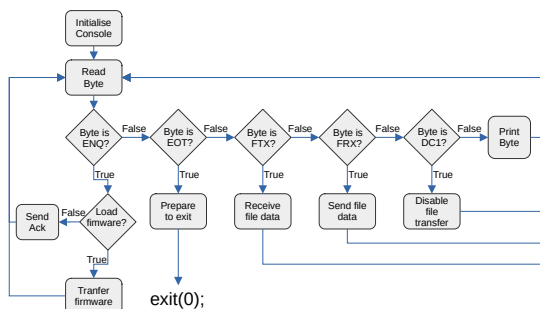 Initialise
Console
Read
Byte
Byte is
ENQ?
False
Byte is
EOT?
False
Byte is
FTX?
False
Byte is
FRX?
False
Byte is
DC1?
False
Print
Byte
True
True
True
True
True
Send
Ack
False
Load
fimware?
Prepare
to exit
Receive
file data
Send file
data
Disable
file
transfer
True
Tranfer
firmware
exit(0);